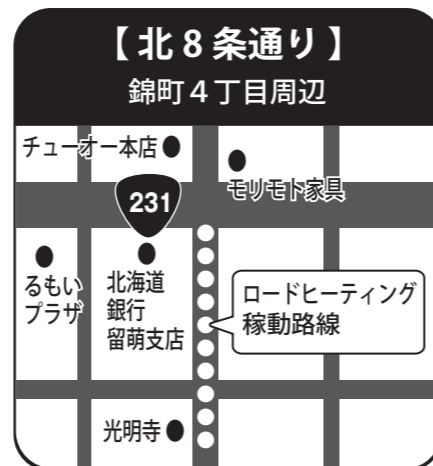 【北8条通り】
錦町4丁目周辺
チューオー本店
モリモト家具
231
るもい
プラザ
北海道
銀行
留萌支店
ロードヒーティング
稼動路線
光明寺